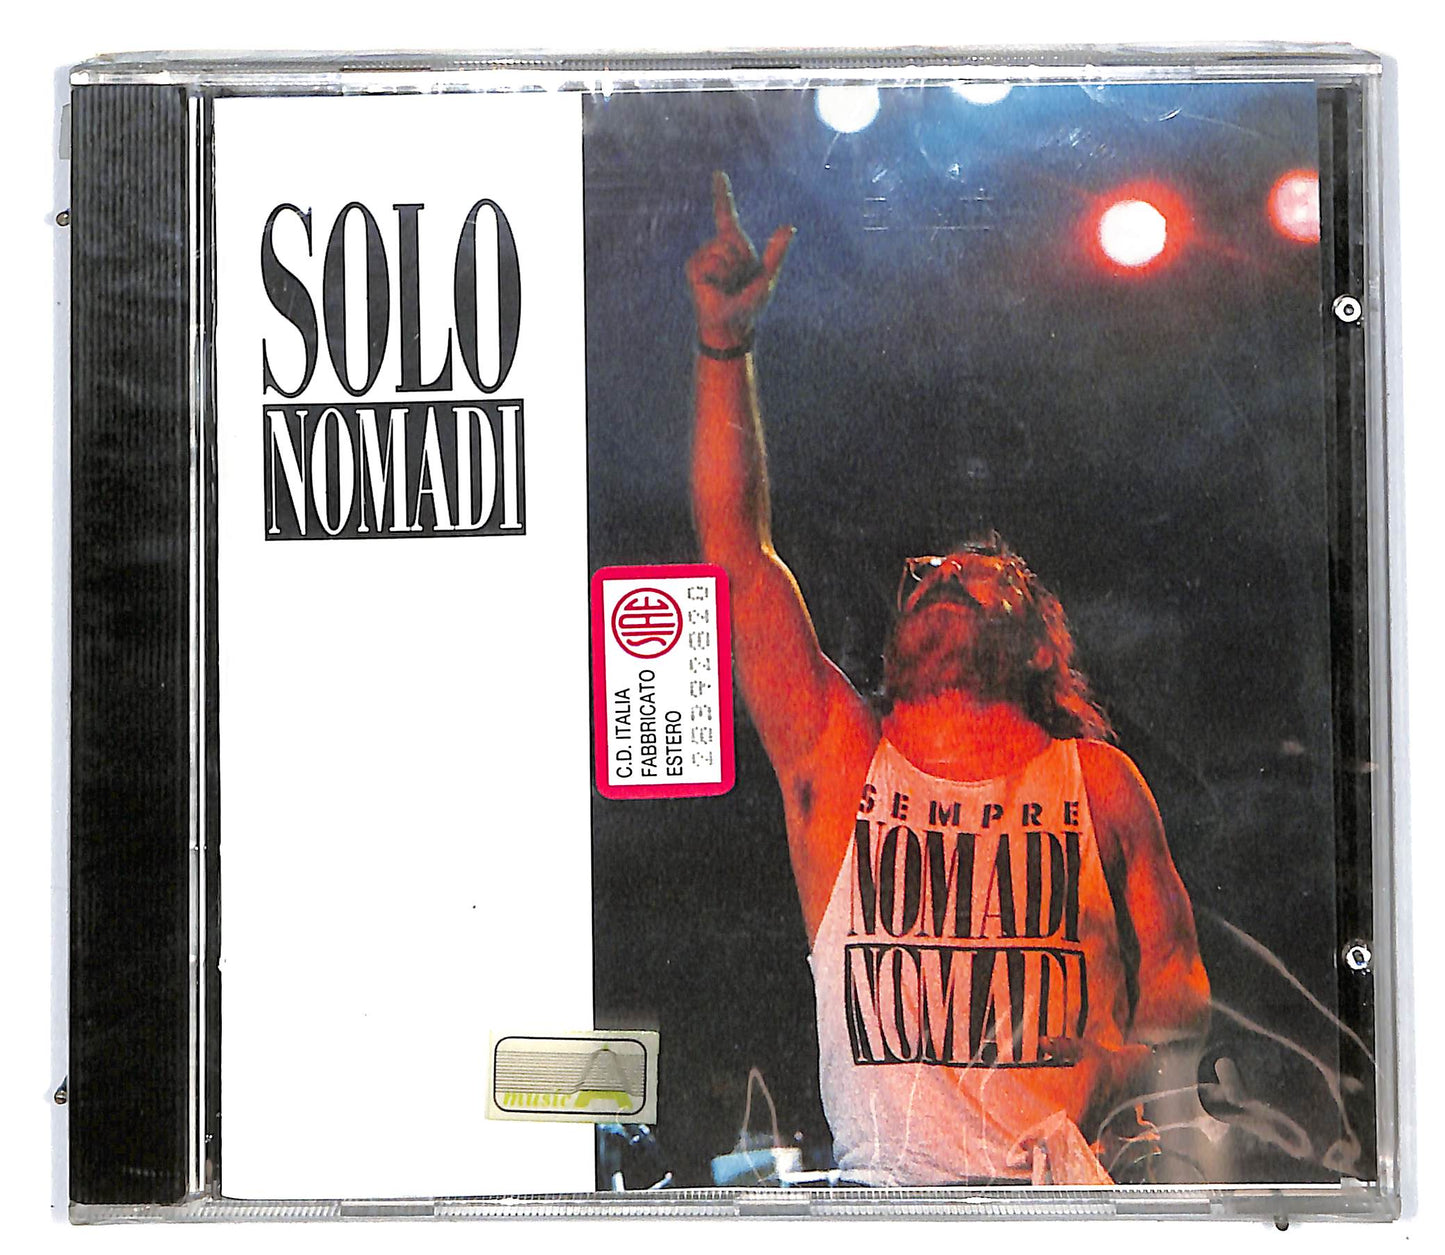 SOLO
NOMADI
SIAE
C.D. ITALIA
FABBRICATO
ESTERO
SEMPRE
NOMADI
NOMADI
music A